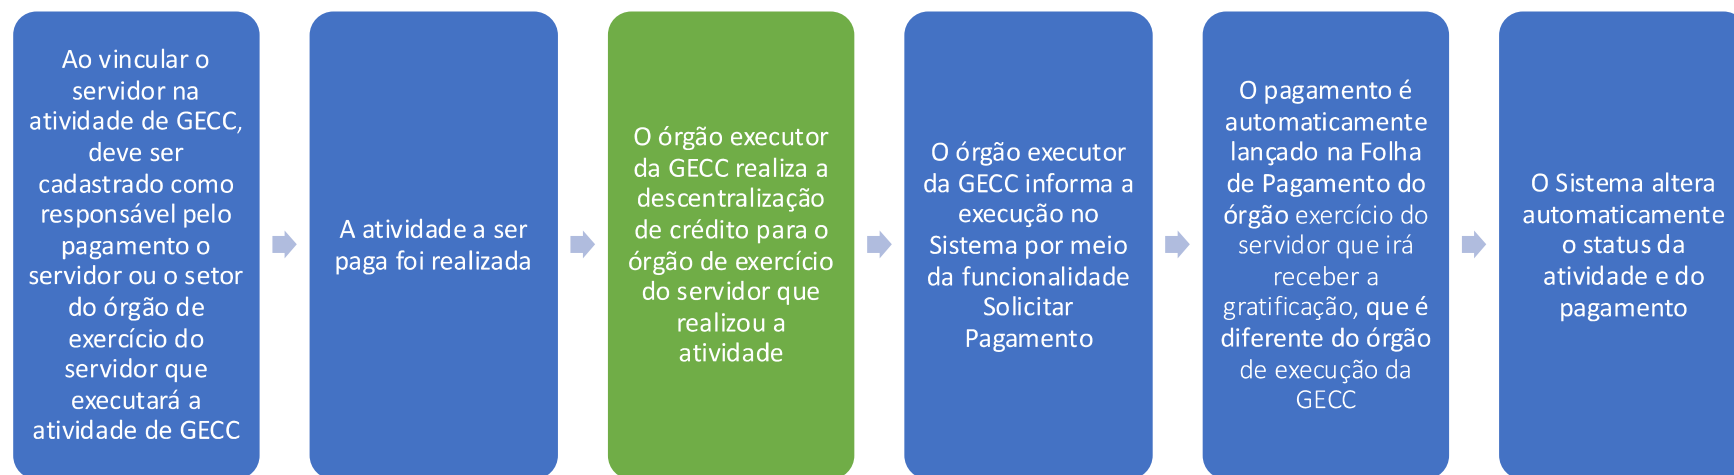 Ao vincular o
servidor na
atividade de GECC,
deve ser
cadastrado como
responsável pelo
pagamento o
servidor ou o setor
do órgão de
exercício do
servidor que
executará a
atividade de GECC
A atividade a ser
paga foi realizada
O órgão executor
da GECC realiza a
descentralização
de crédito para o
órgão de exercício
do servidor que
realizou a
atividade
O órgão executor
da GECC informa a
execução no
Sistema por meio
da funcionalidade
Solicitar
Pagamento
O pagamento é
automaticamente
lançado na Folha
de Pagamento do
órgão exercício do
servidor que irá
receber a
gratificação, que é
diferente do órgão
de execução da
GECC
O Sistema altera
automaticamente
o status da
atividade e do
pagamento